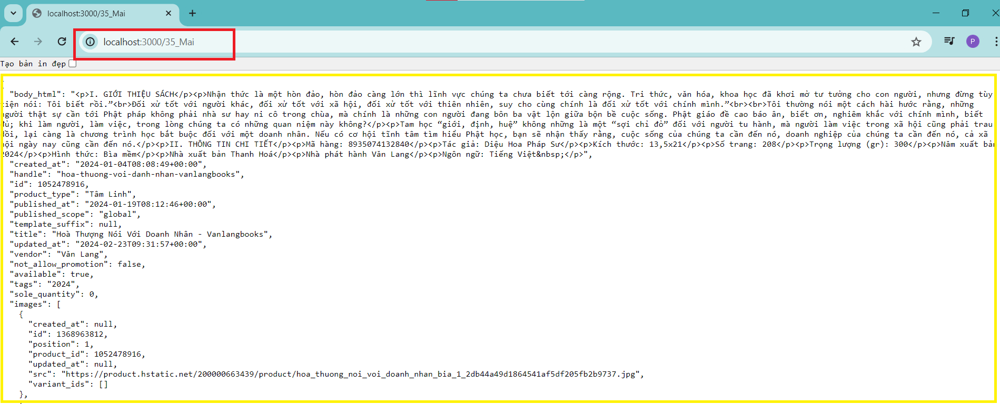 localhost:3000/35_Mai
localhost:3000/35_Mai
P
Tạo bản in đẹp
"body_html": "<p>I. GIỚI THIỆU SÁCH</p><p>Nhận thức là một hòn đảo, hòn đảo càng lớn thì lĩnh vực chúng ta chưa biết tới càng rộng. Tri thức, văn hóa, khoa học đã khơi mở tư tưởng cho con người, nhưng đừng tùy
tiện nói: Tôi biết rồi.”<br>Đối xử tốt với người khác, đối xử tốt với xã hội, đối xử tốt với thiên nhiên, suy cho cùng chính là đối xử tốt với chính mình.”<br><br>Tôi thường nói một cách hài hước rằng, những
người thật sự cần tới Phật pháp không phải nhà sư hay ni cô trong chùa, mà chính là những con người đang bôn ba vật lộn giữa bộn bề cuộc sống. Phật giáo đề cao báo ân, biết ơn, nghiêm khắc với chính mình, biết
đủ; khi làm người, làm việc, trong lòng chúng ta có những quan niệm này không?</p><p>Tam học “giới, định, huệ” không những là một “sợi chỉ đỏ” đối với người tu hành, mà người làm việc trong xã hội cũng phải trau
dồi, lại càng là chương trình học bắt buộc đối với một doanh nhân. Nếu có cơ hội tĩnh tâm tìm hiểu Phật học, bạn sẽ nhận thấy rằng, cuộc sống của chúng ta cần đến nó, doanh nghiệp của chúng ta cần đến nó, cả xã
hội ngày nay cũng cần đến nó.</p><p>II. THÔNG TIN CHI TIẾT</p><p>Mã hàng: 8935074132840</p><p>Tác giả: Diệu Hoa Pháp Sư</p><p>Kích thước: 13,5x21</p><p>Số trang: 208</p><p>Trọng lượng (gr): 300</p><p>Năm xuất bản
2024</p><p>Hình thức: Bìa mềm</p><p>Nhà xuất bản Thanh Hoá</p><p>Nhà phát hành Văn Lang</p><p>Ngôn ngữ: Tiếng Việt&nbsp;</p>",
"created_at": "2024-01-04T08:08:49+00:00",
"handle": "hoa-thuong-voi-danh-nhan-vanlangbooks",
"id": 1052478916,
"product_type": "Tâm Linh",
"published_at": "2024-01-19T08:12:46+00:00",
"published_scope": "global",
"template_suffix": null,
"title": "Hoà Thượng Nói Với Doanh Nhân - Vanlangbooks",
"updated_at": "2024-02-23T09:31:57+00:00",
"vendor": "Văn Lang",
"not_allow_promotion": false,
"available": true,
"tags": "2024",
"sole_quantity": 0,
"images": [
{
"created_at": null,
"id": 1368963812,
"position": 1,
"product_id": 1052478916,
"updated_at": null,
"src": "https://product.hstatic.net/200000663439/product/hoa_thuong_noi_voi_doanh_nhan_bia_1_2db44a49d1864541af5df205fb2b9737.jpg",
"variant_ids": []
},